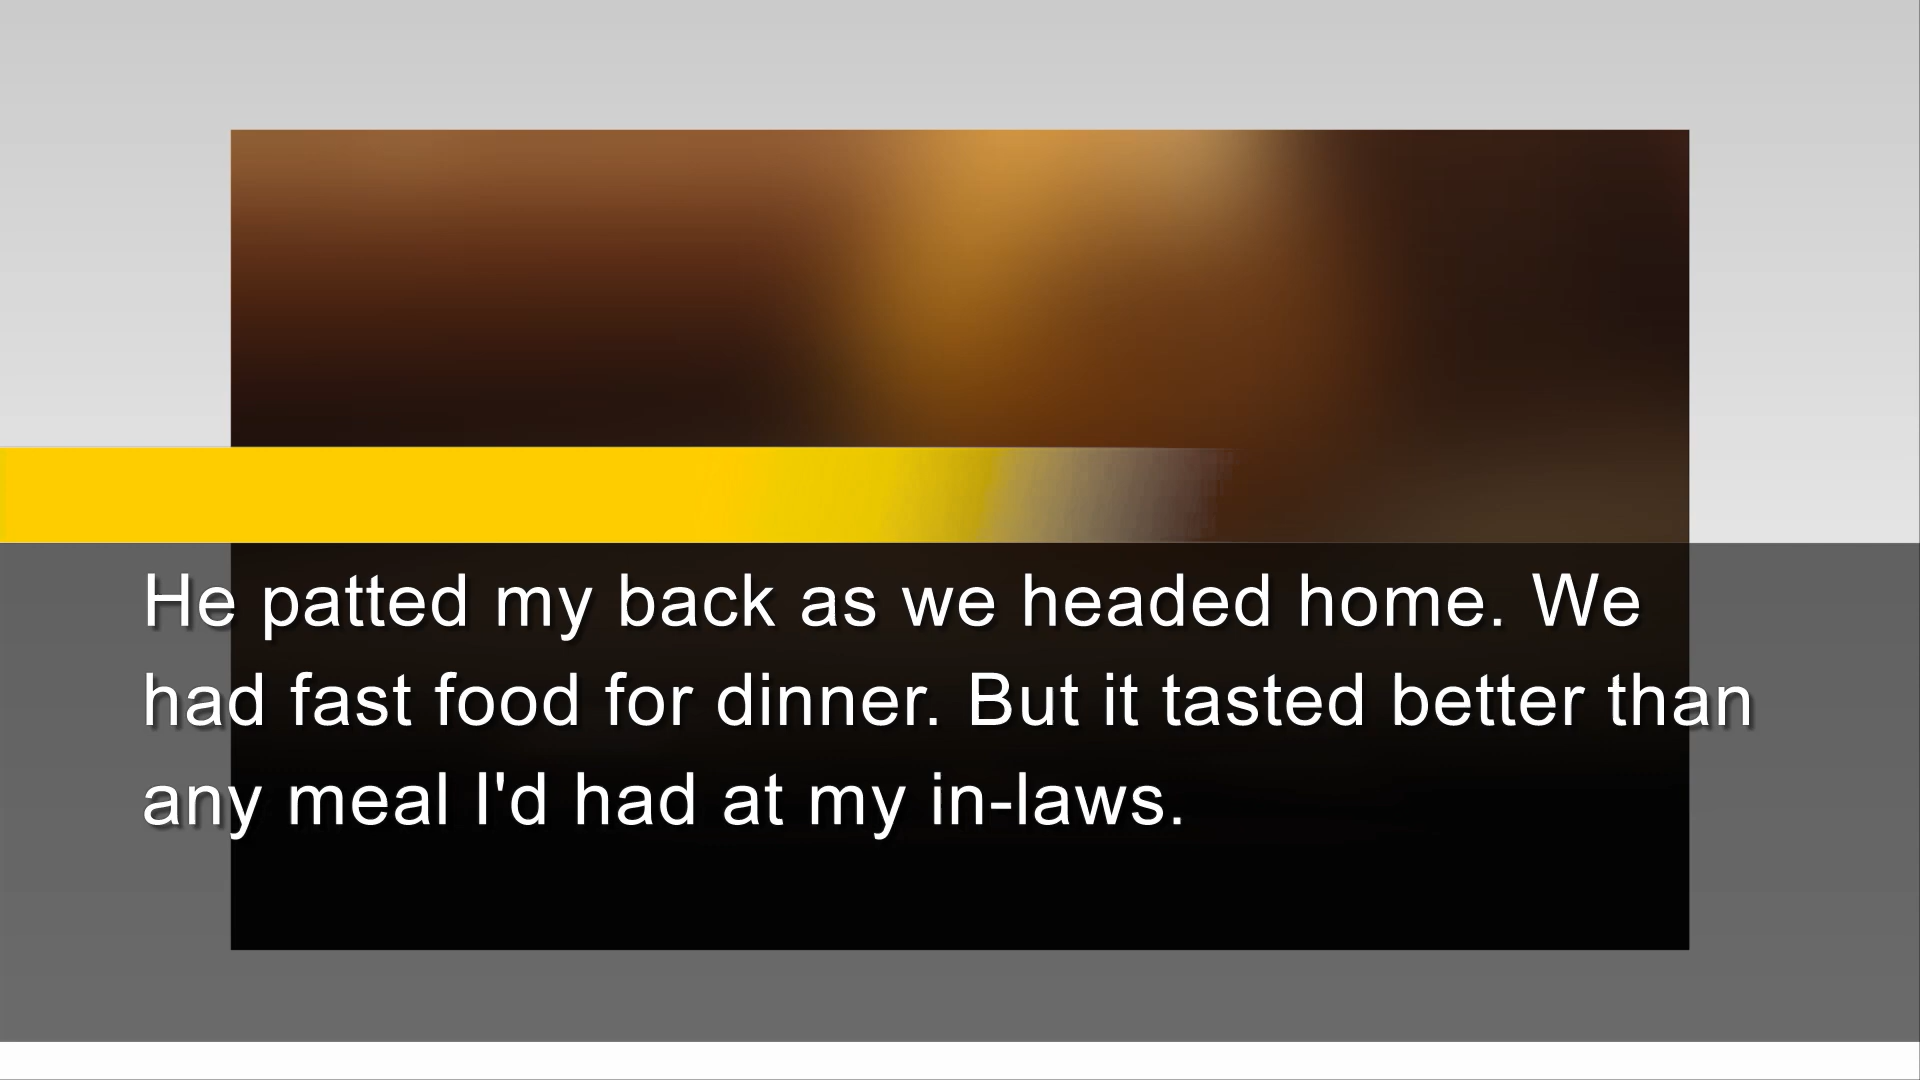 He patted my back as we headed home. We
had fast food for dinner. But it tasted better than
any meal I'd had at my in-laws.